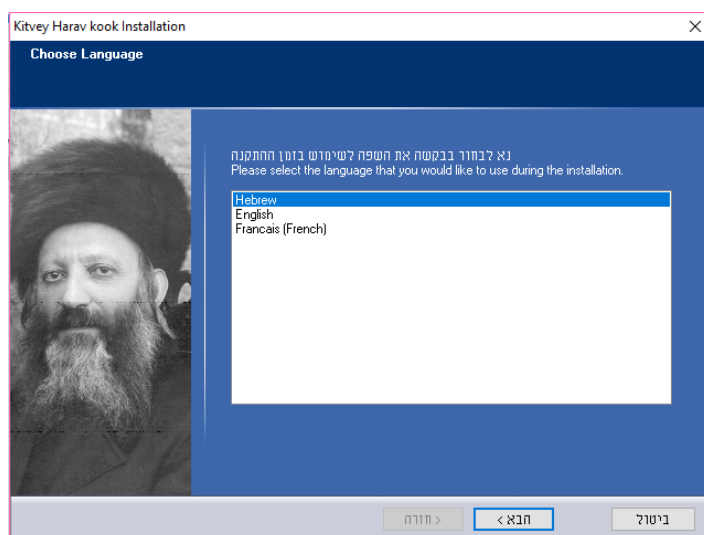 Kitvey Harav kook Installation
Choose Language
נא לבחור בבקשה את השפה לשימוש בזמן ההתקנה
Please select the language that you would like to use during the installation.
Hebrew
English
Francais (French)
< חזרה
הבא >
ביטול